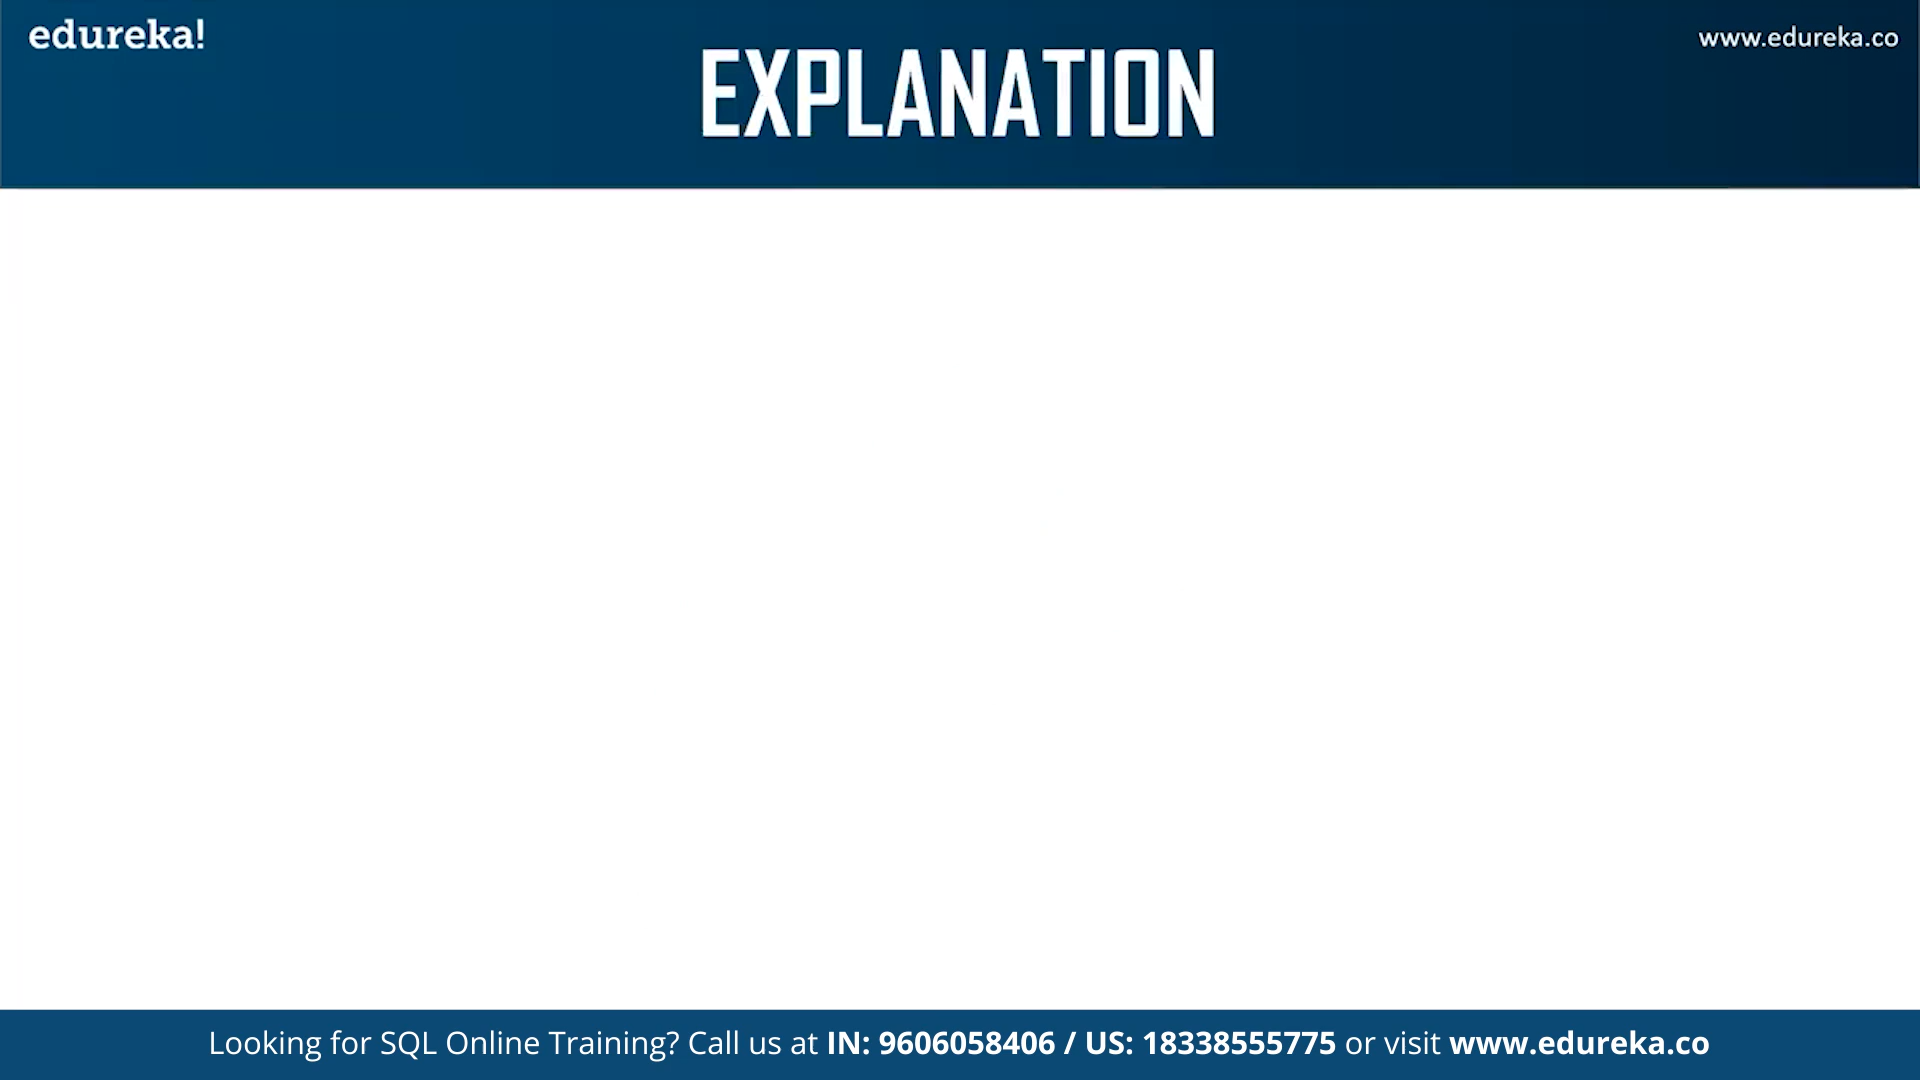 edureka!
www.edureka.co
EXPLANATION
Looking for SQL Online Training? Call us at IN: 9606058406 / US: 18338555775 or visit www.edureka.co